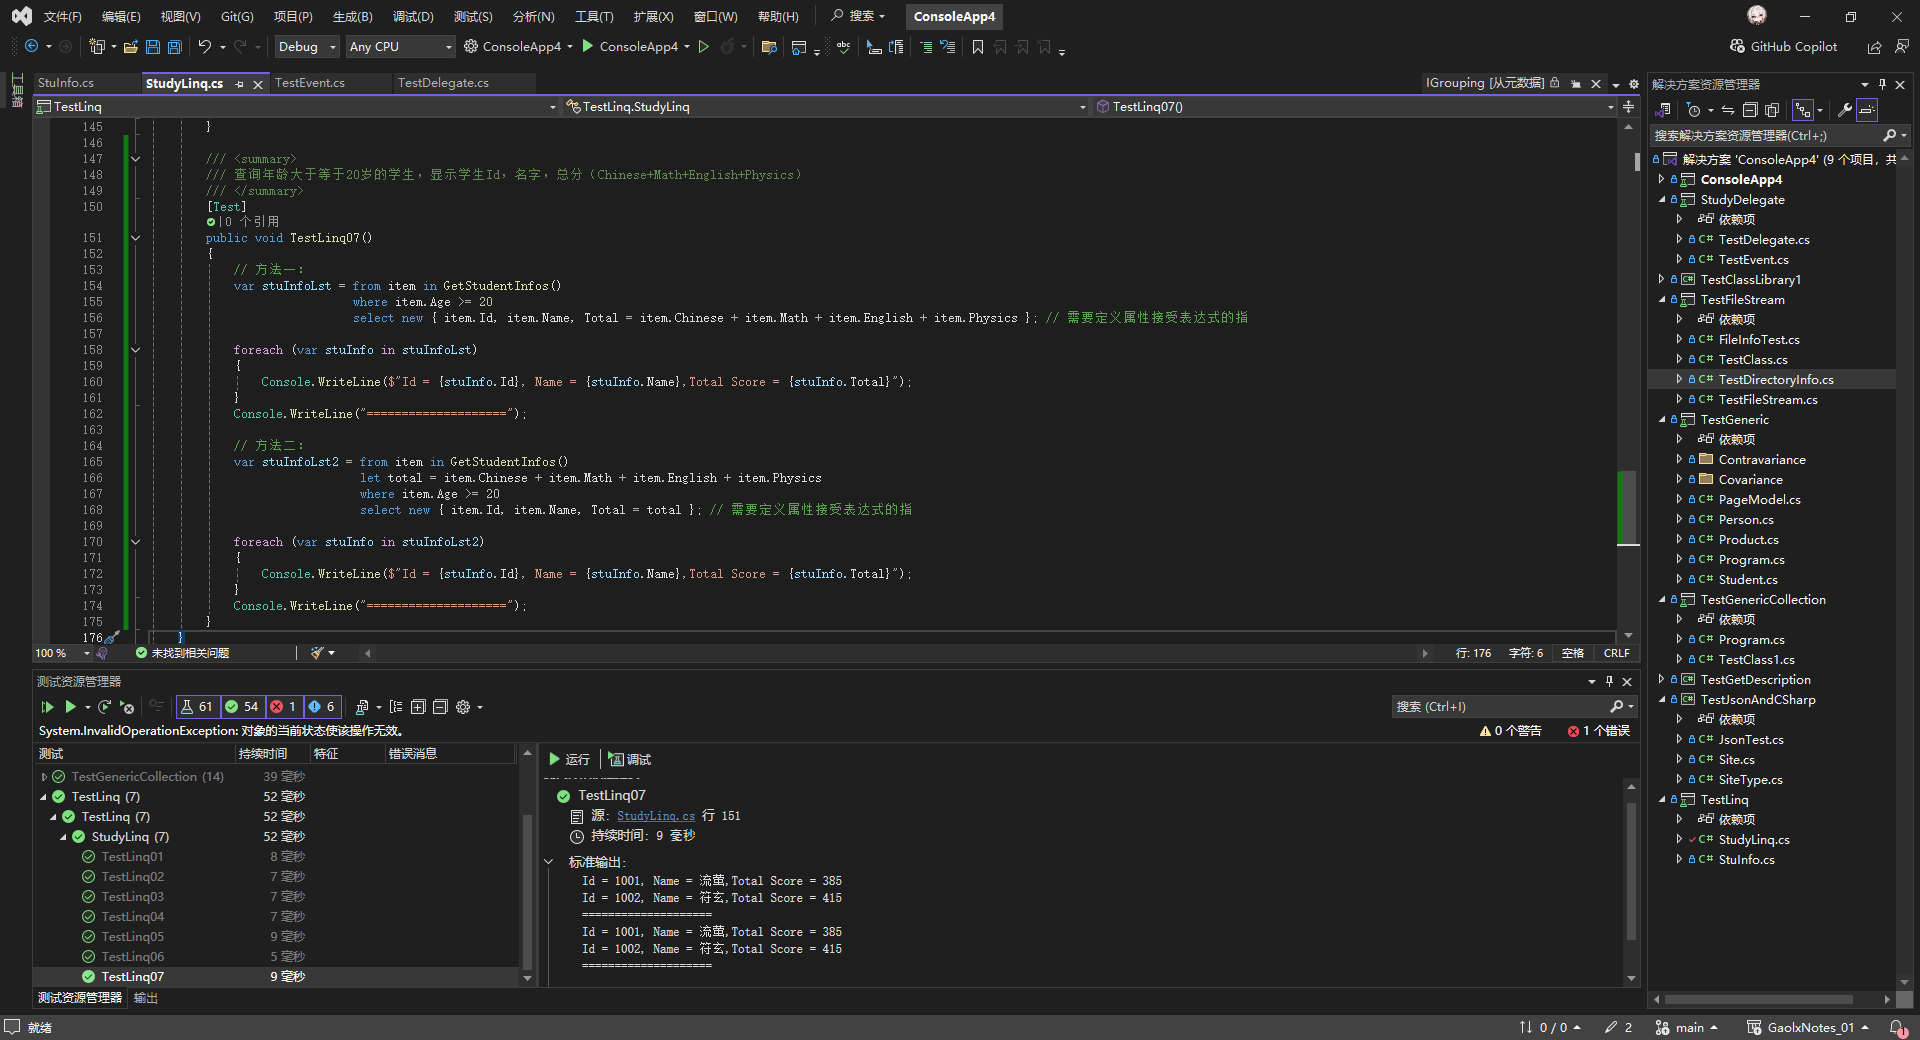 文件(F) 编辑(E) 视图(V) Git(G) 项目(P) 生成(B) 调试(D) 测试(S) 分析(N) 工具(T) 扩展(X) 窗口(W) 帮助(H) 搜索 ConsoleApp4
Debug Any CPU ConsoleApp4 ConsoleApp4 GitHub Copilot
工具箱
StuInfo.cs StudyLinq.cs TestEvent.cs TestDelegate.cs IGrouping [从元数据]
TestLinq TestLinq.StudyLinq TestLinq07()
145 }
146
147 /// <summary>
148 /// 查询年龄大于等于20岁的学生，显示学生Id，名字，总分（Chinese+Math+English+Physics）
149 /// </summary>
150 [Test]
|0 个引用
151 public void TestLinq07()
152 {
153 // 方法一：
154 var stuInfoLst = from item in GetStudentInfos()
155 where item.Age >= 20
156 select new { item.Id, item.Name, Total = item.Chinese + item.Math + item.English + item.Physics }; // 需要定义属性接受表达式的指
157
158 foreach (var stuInfo in stuInfoLst)
159 {
160 Console.WriteLine($"Id = {stuInfo.Id}, Name = {stuInfo.Name},Total Score = {stuInfo.Total}");
161 }
162 Console.WriteLine("====================");
163
164 // 方法二：
165 var stuInfoLst2 = from item in GetStudentInfos()
166 let total = item.Chinese + item.Math + item.English + item.Physics
167 where item.Age >= 20
168 select new { item.Id, item.Name, Total = total }; // 需要定义属性接受表达式的指
169
170 foreach (var stuInfo in stuInfoLst2)
171 {
172 Console.WriteLine($"Id = {stuInfo.Id}, Name = {stuInfo.Name},Total Score = {stuInfo.Total}");
173 }
174 Console.WriteLine("====================");
175 }
176 }
100 % 未找到相关问题 行: 176 字符: 6 空格 CRLF
测试资源管理器
61 54 1 6 搜索 (Ctrl+I)
System.InvalidOperationException: 对象的当前状态使该操作无效。 0 个警告 1 个错误
测试 持续时间 特征 错误消息
TestGenericCollection (14) 39 毫秒
TestLinq (7) 52 毫秒
TestLinq (7) 52 毫秒
StudyLinq (7) 52 毫秒
TestLinq01 8 毫秒
TestLinq02 7 毫秒
TestLinq03 7 毫秒
TestLinq04 7 毫秒
TestLinq05 9 毫秒
TestLinq06 5 毫秒
TestLinq07 9 毫秒
测试资源管理器 输出
运行 调试
TestLinq07
源: StudyLinq.cs 行 151
持续时间: 9 毫秒
标准输出:
Id = 1001, Name = 流萤,Total Score = 385
Id = 1002, Name = 符玄,Total Score = 415
====================
Id = 1001, Name = 流萤,Total Score = 385
Id = 1002, Name = 符玄,Total Score = 415
====================
解决方案资源管理器
搜索解决方案资源管理器(Ctrl+;)
解决方案 'ConsoleApp4' (9 个项目, 共
ConsoleApp4
StudyDelegate
依赖项
C# TestDelegate.cs
C# TestEvent.cs
TestClassLibrary1
TestFileStream
依赖项
C# FileInfoTest.cs
C# TestClass.cs
C# TestDirectoryInfo.cs
C# TestFileStream.cs
TestGeneric
依赖项
Contravariance
Covariance
C# PageModel.cs
C# Person.cs
C# Product.cs
C# Program.cs
C# Student.cs
TestGenericCollection
依赖项
C# Program.cs
C# TestClass1.cs
TestGetDescription
TestJsonAndCSharp
依赖项
C# JsonTest.cs
C# Site.cs
C# SiteType.cs
TestLinq
依赖项
C# StudyLinq.cs
C# StuInfo.cs
就绪 0 / 0 2 main GaolxNotes_01 1